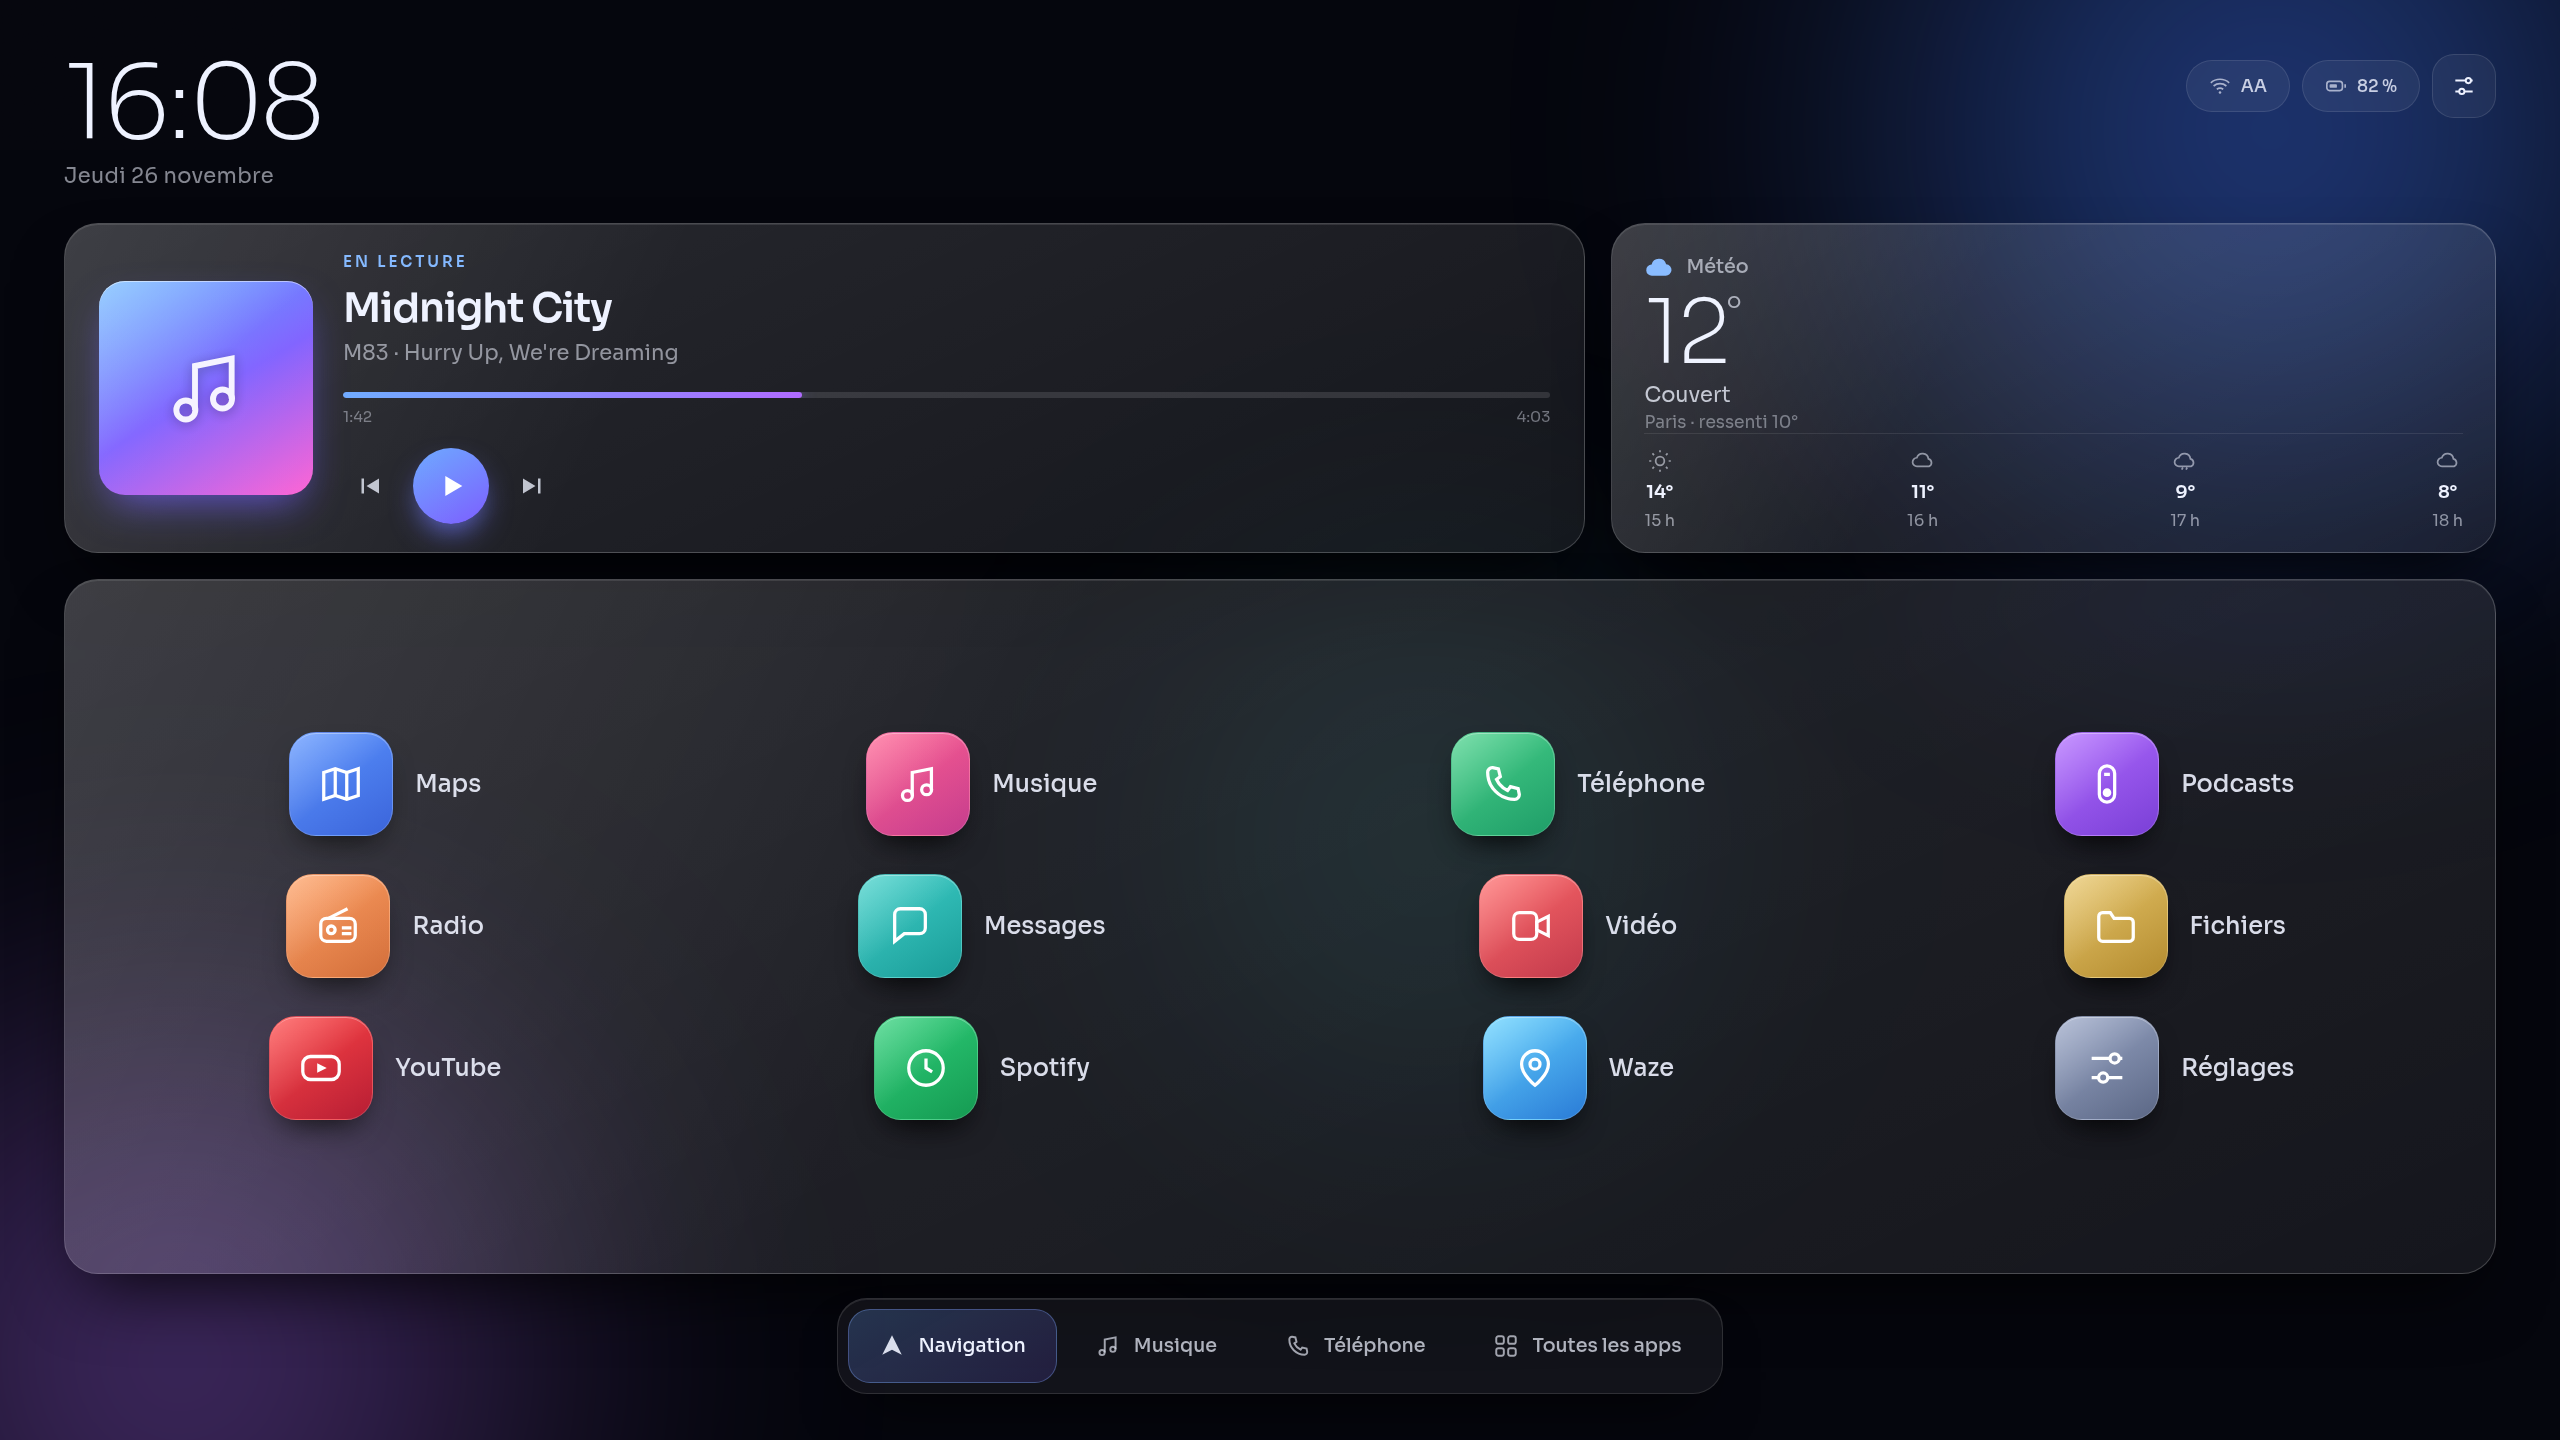 16:08
Jeudi 26 novembre
AA
82 %
EN LECTURE
Midnight City
M83 · Hurry Up, We're Dreaming
1:42 4:03
Météo
12°
Couvert
Paris · ressenti 10°
14° 11° 9° 8°
15 h 16 h 17 h 18 h
Maps Musique Téléphone Podcasts
Radio Messages Vidéo Fichiers
YouTube Spotify Waze Réglages
Navigation Musique Téléphone Toutes les apps